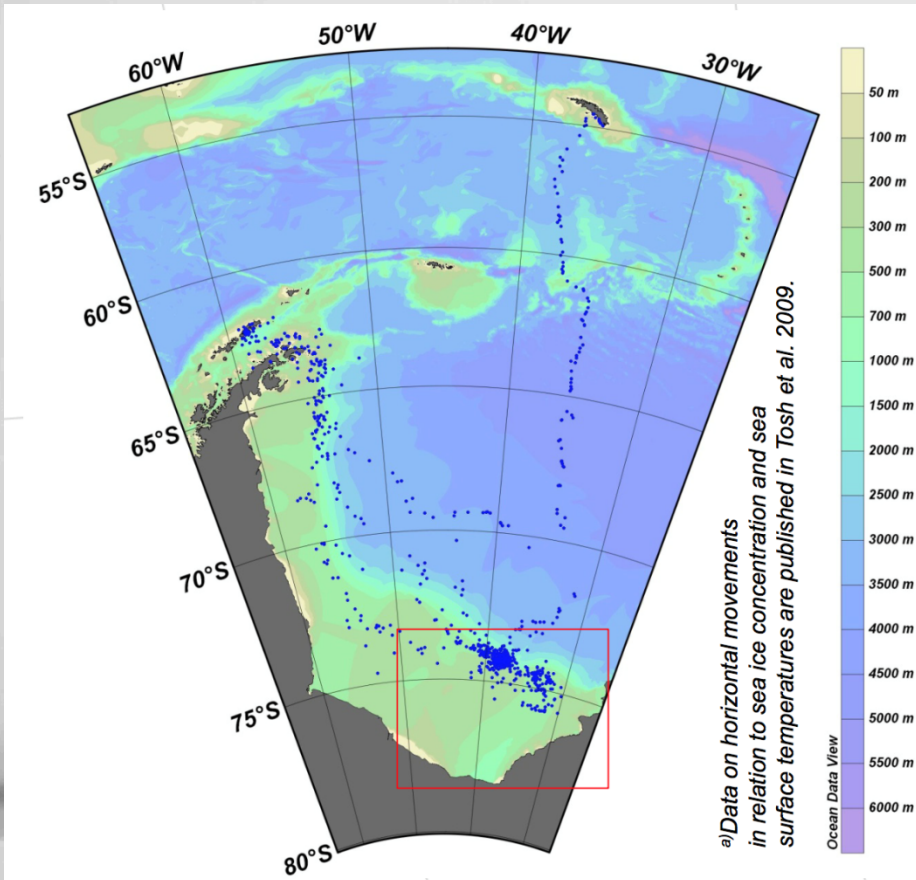 60°W
50°W
40°W
30°W
55°S
60°S
65°S
70°S
75°S
80°S
a)Data on horizontal movements
in relation to sea ice concentration and sea
surface temperatures are published in Tosh et al. 2009.
Ocean Data View
50 m
100 m
200 m
300 m
500 m
700 m
1000 m
1500 m
2000 m
2500 m
3000 m
3500 m
4000 m
4500 m
5000 m
5500 m
6000 m